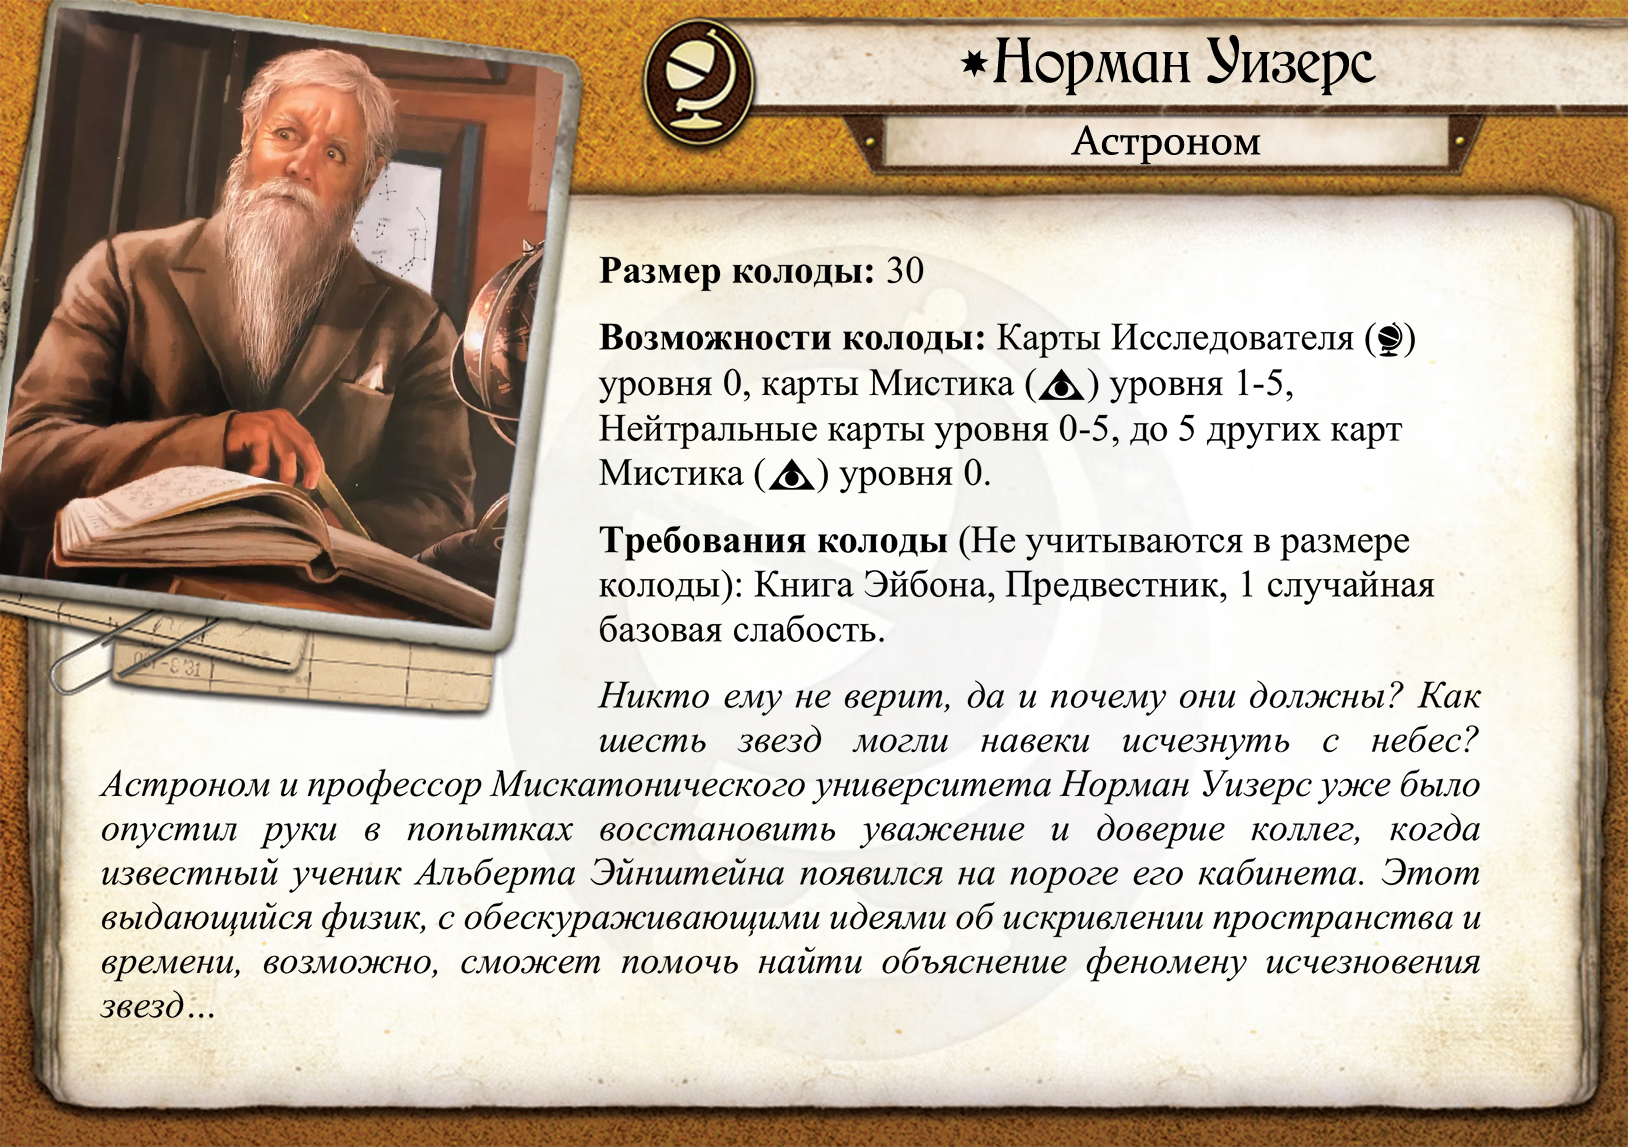 Норман Уизерс
Астроном
Размер колоды: 30
Возможности колоды: Карты Исследователя ()
уровня 0, карты Мистика () уровня 1-5,
Нейтральные карты уровня 0-5, до 5 других карт
Мистика () уровня 0.
Требования колоды (Не учитываются в размере
колоды): Книга Эйбона, Предвестник, 1 случайная
базовая слабость.
Никто ему не верит, да и почему они должны? Как
шесть звезд могли навеки исчезнуть с небес?
Астроном и профессор Мискатонического университета Норман Уизерс уже было
опустил руки в попытках восстановить уважение и доверие коллег, когда
известный ученик Альберта Эйнштейна появился на пороге его кабинета. Этот
выдающийся физик, с обескураживающими идеями об искривлении пространства и
времени, возможно, сможет помочь найти объяснение феномену исчезновения
звезд...